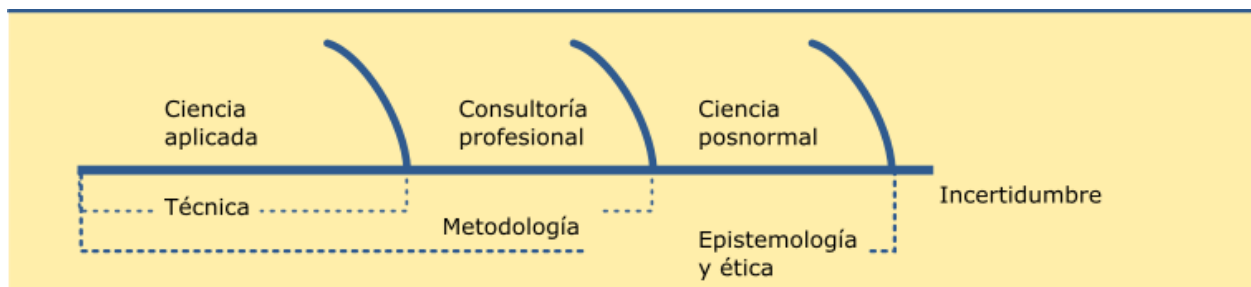 Ciencia
aplicada
Consultoría
profesional
Ciencia
posnormal
Técnica
Metodología
Incertidumbre
Epistemología
y ética